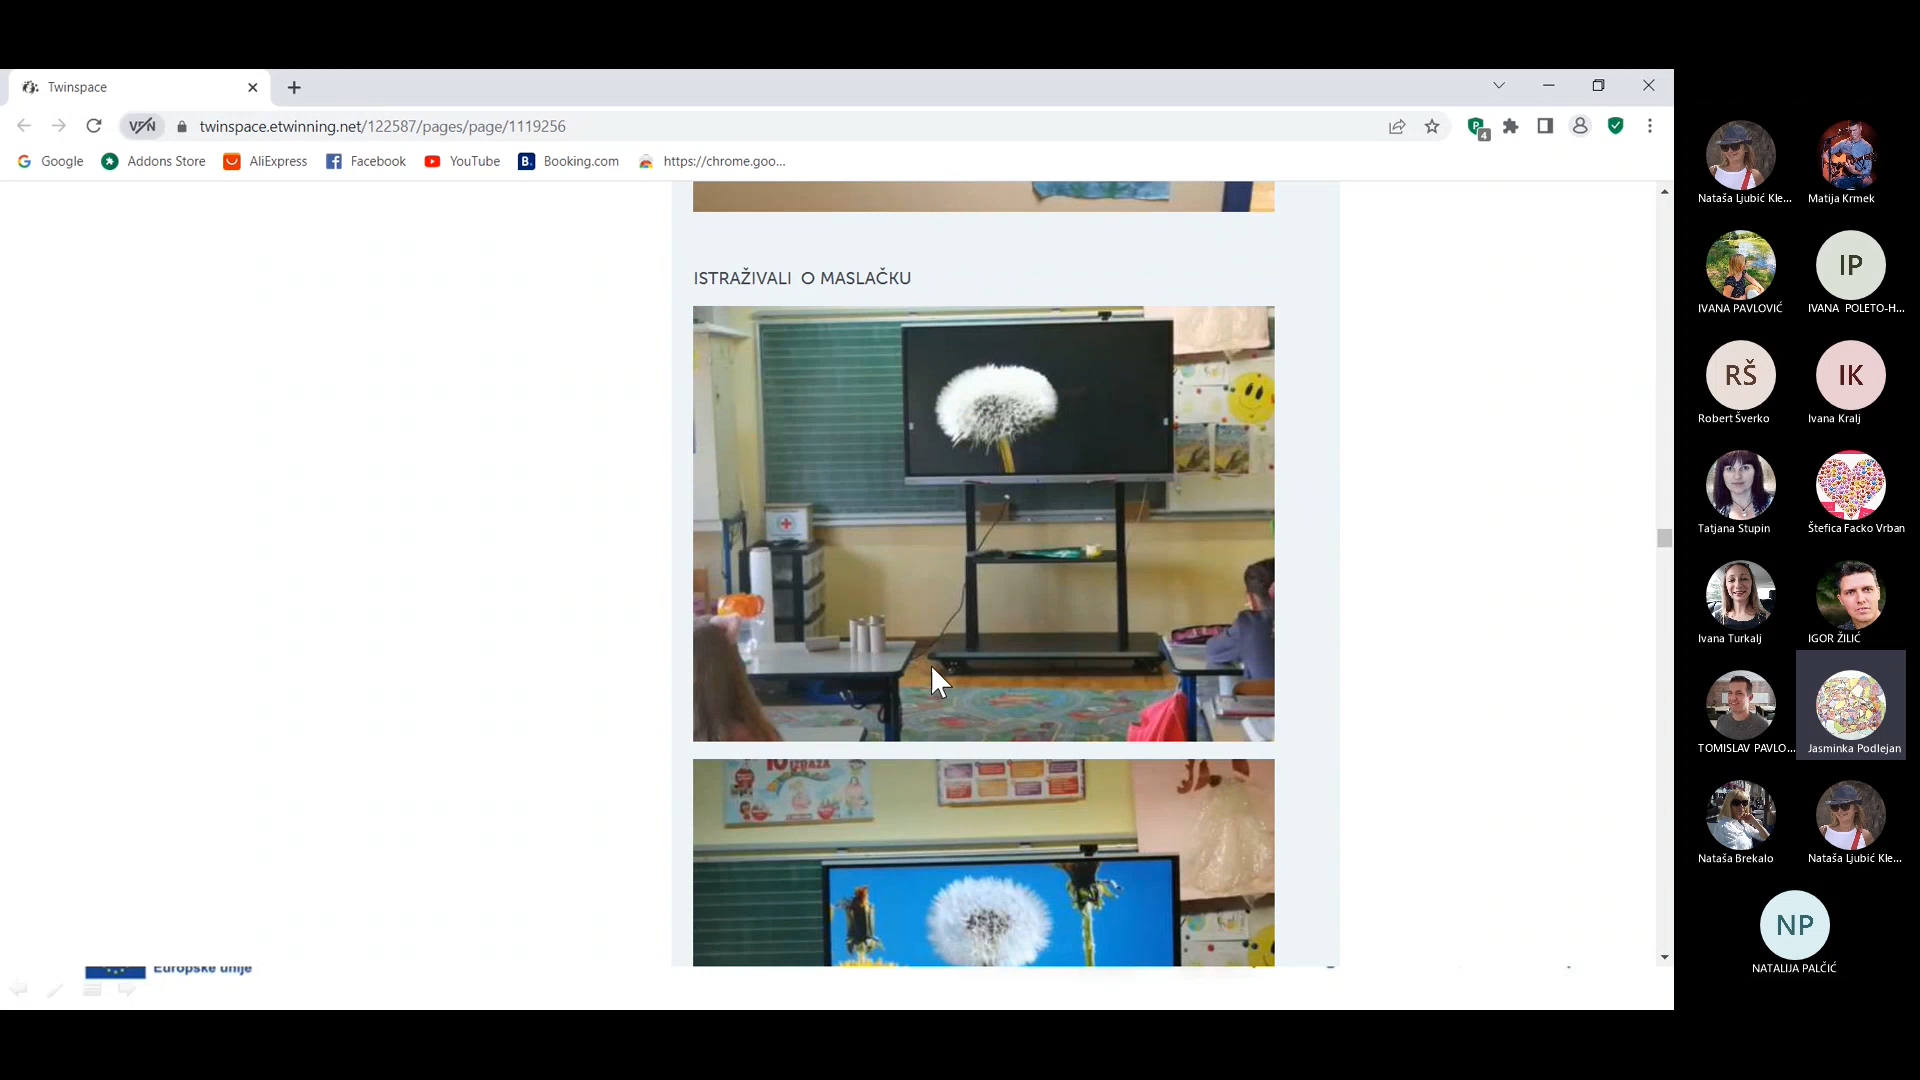 Twinspace
VPN
twinspace.etwinning.net/122587/pages/page/1119256
4
Google
Addons Store
AliExpress
Facebook
YouTube
B.
Booking.com
https://chrome.goo...
ISTRAŽIVALI O MASLAČKU
IZRAZA
Europske unije
Nataša Ljubić Kle...
Matija Krmek
IVANA PAVLOVIĆ
IP
IVANA POLETO-H...
RŠ
Robert Šverko
IK
Ivana Kralj
Tatjana Stupin
Štefica Facko Vrban
Ivana Turkalj
IGOR ŽILIĆ
TOMISLAV PAVLO...
Jasminka Podlejan
Nataša Brekalo
Nataša Ljubić Kle...
NP
NATALIJA PALČIĆ